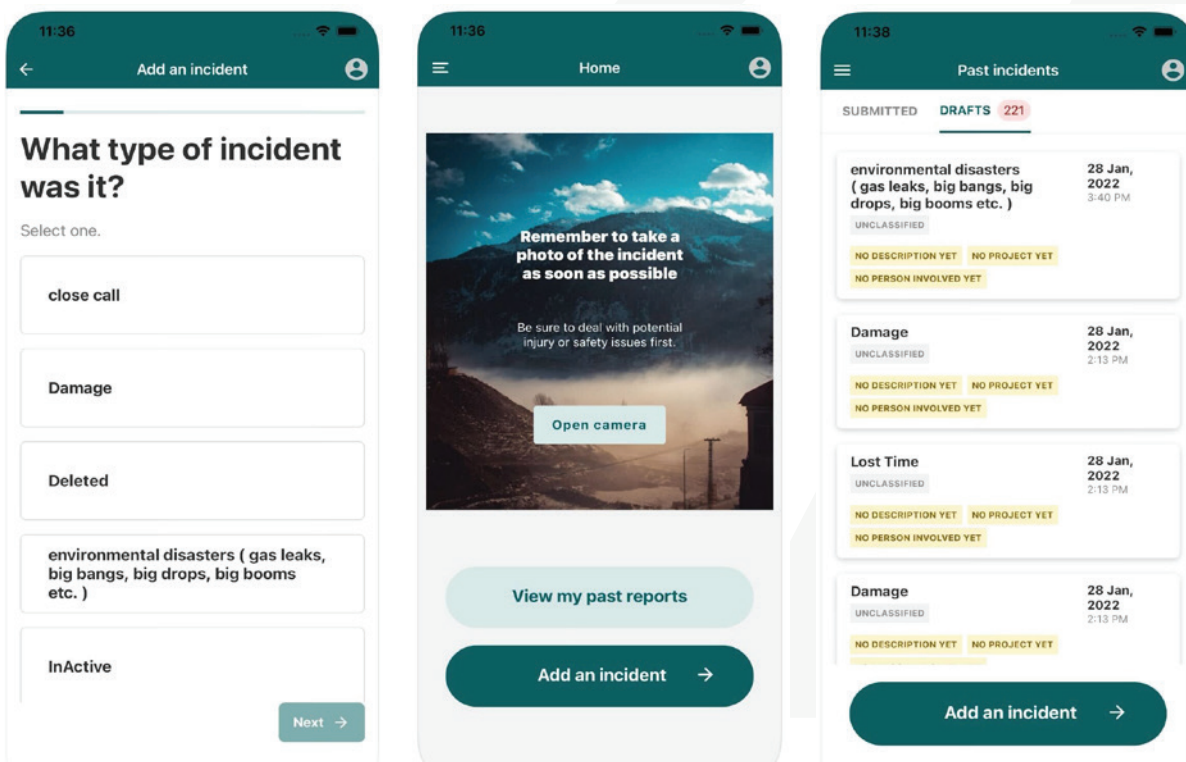 11:36
Add an incident
What type of incident
was it?
Select one.
close call
Damage
Deleted
environmental disasters ( gas leaks,
big bangs, big drops, big booms
etc. )
InActive
Next →
11:36
Home
Remember to take a
photo of the incident
as soon as possible
Be sure to deal with potential
injury or safety issues first.
Open camera
View my past reports
Add an incident →
11:38
Past incidents
SUBMITTED DRAFTS 221
environmental disasters
( gas leaks, big bangs, big
drops, big booms etc. )
28 Jan,
2022
3:40 PM
UNCLASSIFIED
NO DESCRIPTION YET NO PROJECT YET
NO PERSON INVOLVED YET
Damage
28 Jan,
2022
2:13 PM
UNCLASSIFIED
NO DESCRIPTION YET NO PROJECT YET
NO PERSON INVOLVED YET
Lost Time
28 Jan,
2022
2:13 PM
UNCLASSIFIED
NO DESCRIPTION YET NO PROJECT YET
NO PERSON INVOLVED YET
Damage
28 Jan,
2022
2:13 PM
UNCLASSIFIED
NO DESCRIPTION YET NO PROJECT YET
Add an incident →